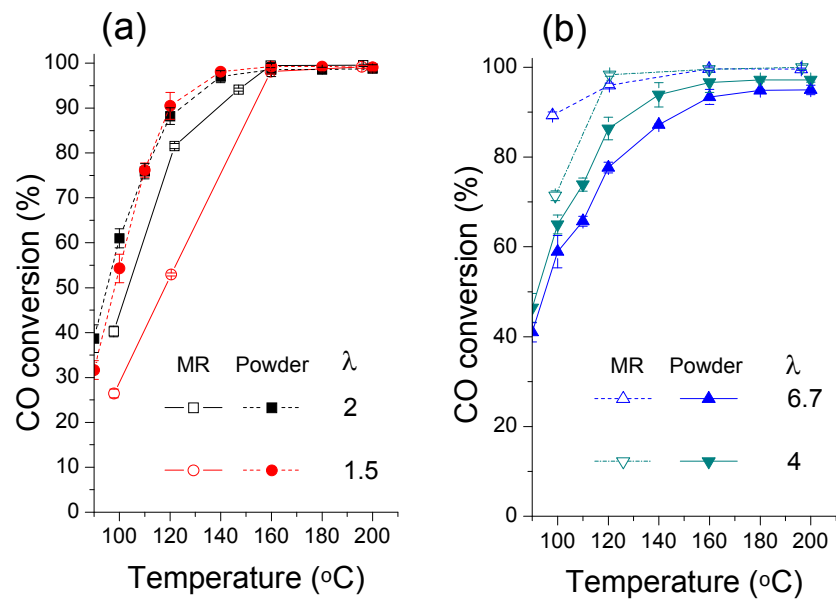 (a)
CO conversion (%)
100
90
80
70
60
50
40
30
20
10
0
MR Powder λ
2
1.5
100 120 140 160 180 200
Temperature (oC)
(b)
CO conversion (%)
100
80
60
40
20
0
MR Powder λ
6.7
4
100 120 140 160 180 200
Temperature (oC)